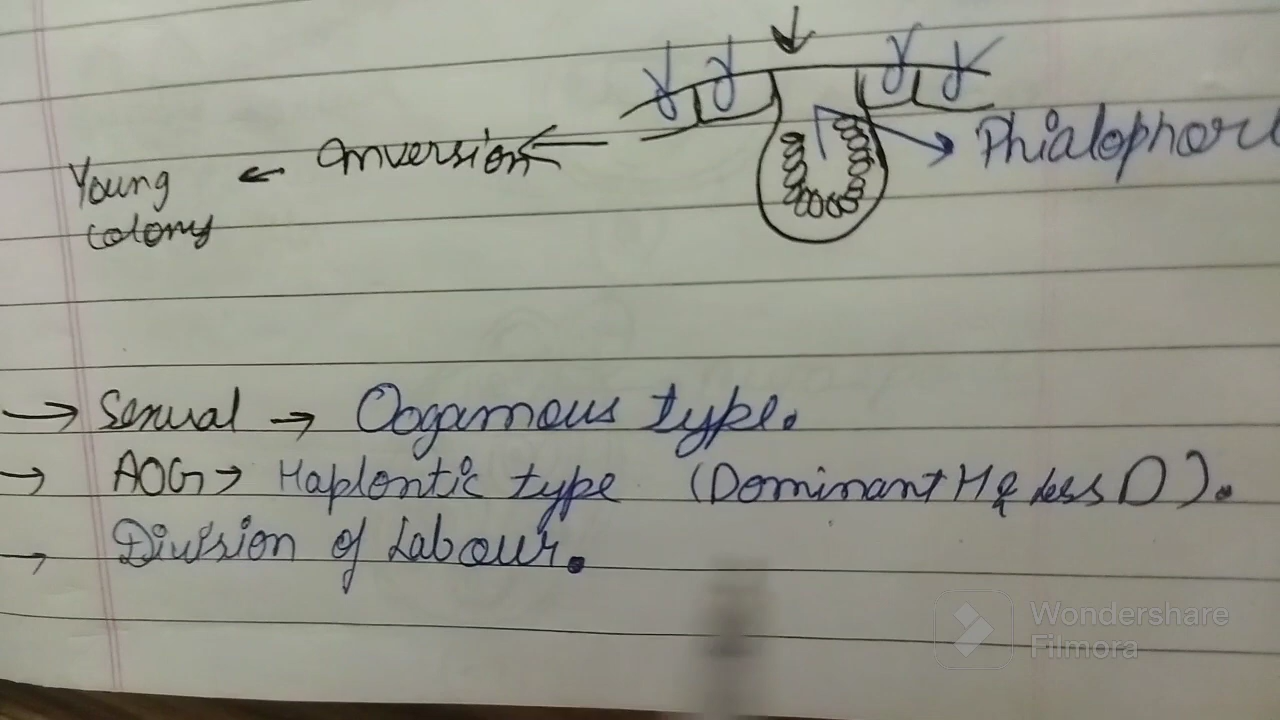 Phialophore
Young ← Inversion ←
colony
→ Sexual → Oogamous type.
→ AOG → Haplontic type (Dominant H & less D).
→ Division of Labour.
Wondershare
Filmora